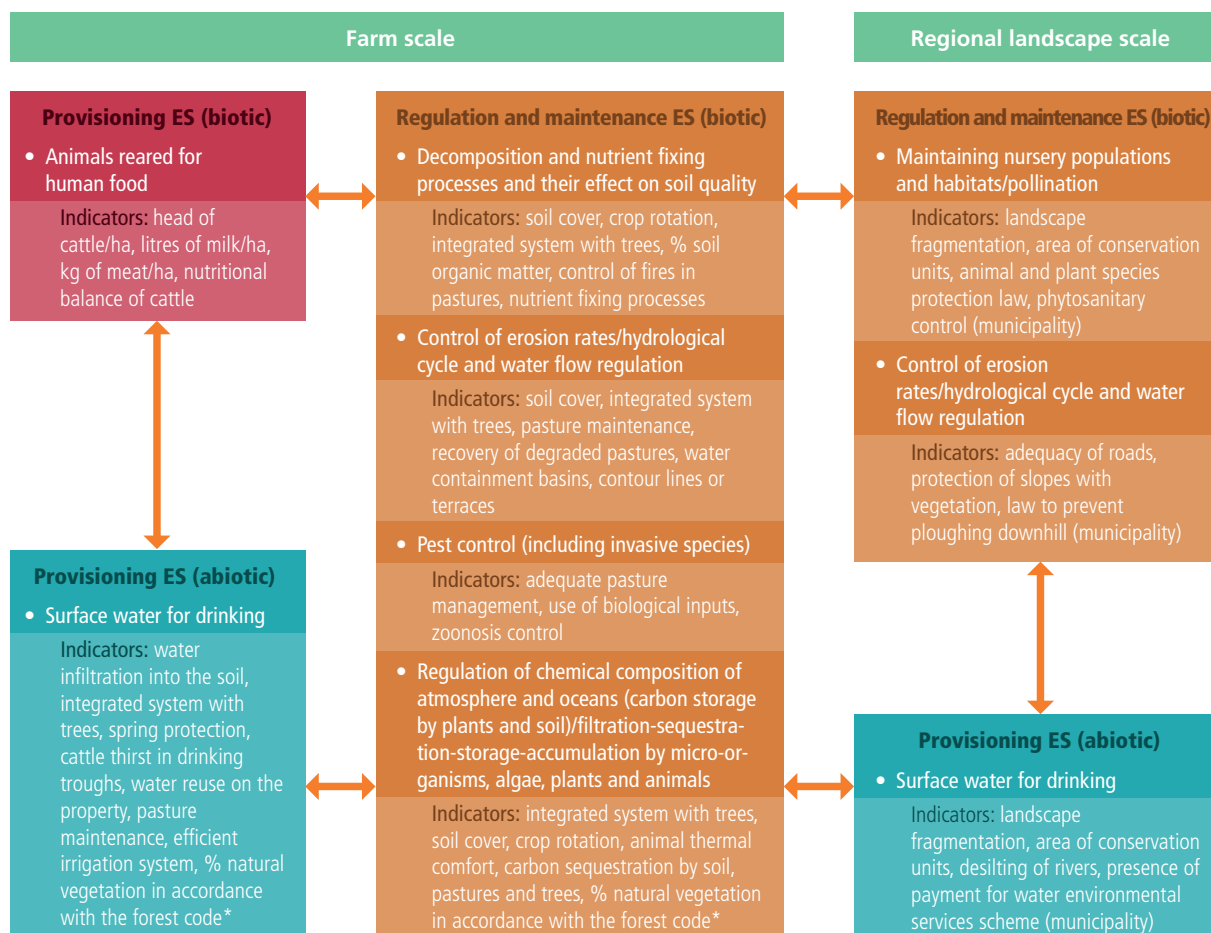 Farm scale
Regional landscape scale
Provisioning ES (biotic)
• Animals reared for
human food
Indicators: head of
cattle/ha, litres of milk/ha,
kg of meat/ha, nutritional
balance of cattle
Provisioning ES (abiotic)
• Surface water for drinking
Indicators: water
infiltration into the soil,
integrated system with
trees, spring protection,
cattle thirst in drinking
troughs, water reuse on the
property, pasture
maintenance, efficient
irrigation system, % natural
vegetation in accordance
with the forest code*
Regulation and maintenance ES (biotic)
• Decomposition and nutrient fixing
processes and their effect on soil quality
Indicators: soil cover, crop rotation,
integrated system with trees, % soil
organic matter, control of fires in
pastures, nutrient fixing processes
• Control of erosion rates/hydrological
cycle and water flow regulation
Indicators: soil cover, integrated system
with trees, pasture maintenance,
recovery of degraded pastures, water
containment basins, contour lines or
terraces
• Pest control (including invasive species)
Indicators: adequate pasture
management, use of biological inputs,
zoonosis control
• Regulation of chemical composition of
atmosphere and oceans (carbon storage
by plants and soil)/filtration-sequestra-
tion-storage-accumulation by micro-or-
ganisms, algae, plants and animals
Indicators: integrated system with trees,
soil cover, crop rotation, animal thermal
comfort, carbon sequestration by soil,
pastures and trees, % natural vegetation
in accordance with the forest code*
Regulation and maintenance ES (biotic)
• Maintaining nursery populations
and habitats/pollination
Indicators: landscape
fragmentation, area of conservation
units, animal and plant species
protection law, phytosanitary
control (municipality)
• Control of erosion
rates/hydrological cycle and water
flow regulation
Indicators: adequacy of roads,
protection of slopes with
vegetation, law to prevent
ploughing downhill (municipality)
Provisioning ES (abiotic)
• Surface water for drinking
Indicators: landscape
fragmentation, area of conservation
units, desilting of rivers, presence of
payment for water environmental
services scheme (municipality)